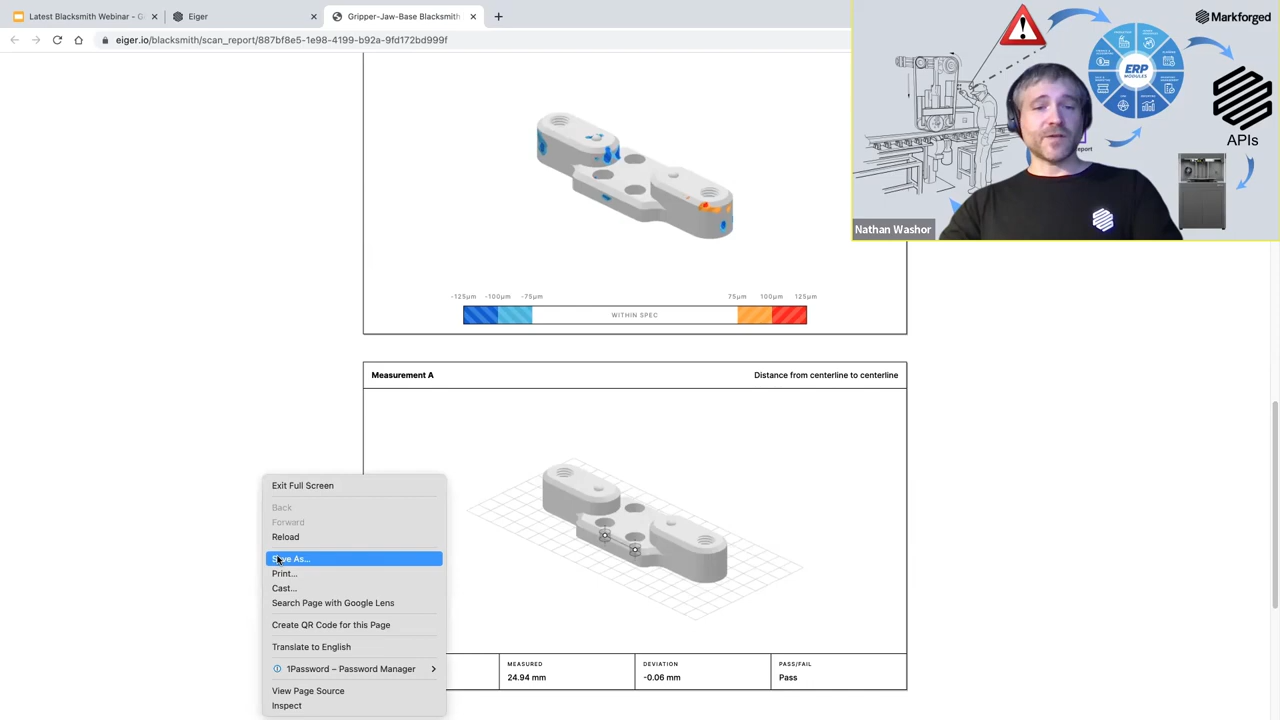 Latest Blacksmith Webinar - G
Eiger
Gripper-Jaw-Base Blacksmith
eiger.io/blacksmith/scan_report/887bf8e5-1e98-4199-b92a-9fd172bd999f
Markforged
ERP
MODULES
APIs
Nathan Washor
-125μm
-100μm
-75μm
75μm
100μm
125μm
WITHIN SPEC
Measurement A
Distance from centerline to centerline
Exit Full Screen
Back
Forward
Reload
Save As...
Print...
Cast...
Search Page with Google Lens
Create QR Code for this Page
Translate to English
1Password – Password Manager
View Page Source
Inspect
MEASURED
24.94 mm
DEVIATION
-0.06 mm
PASS/FAIL
Pass